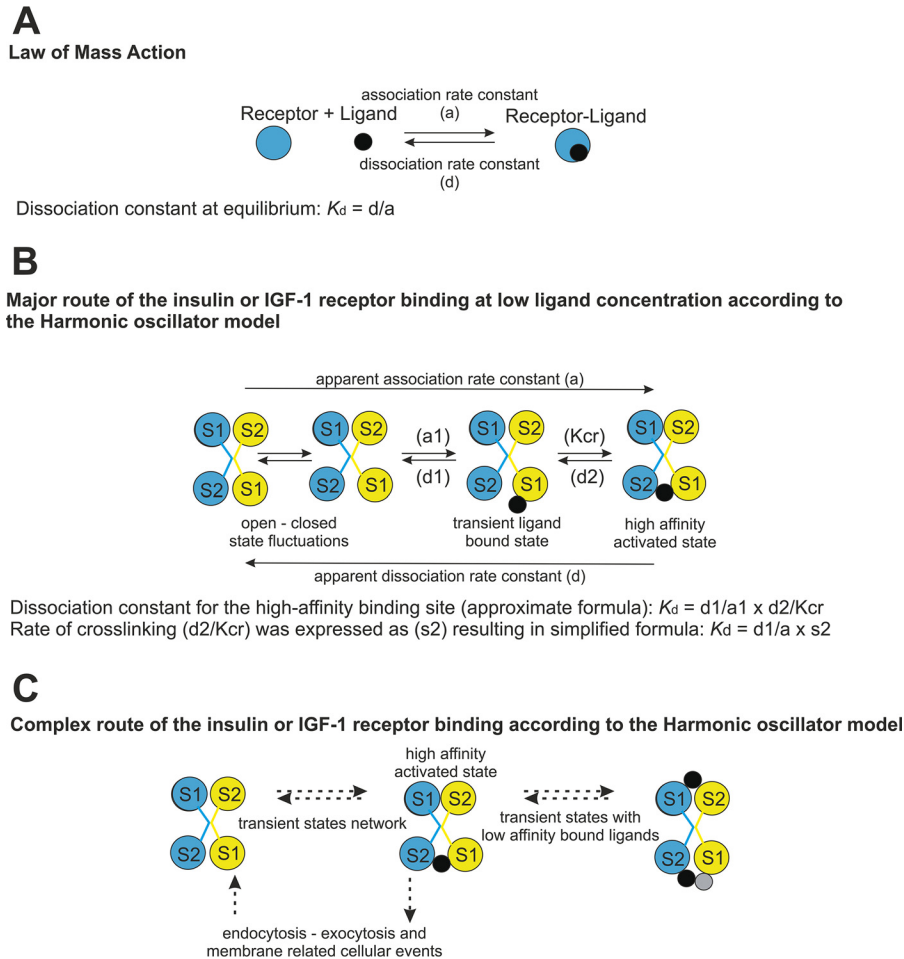 A
Law of Mass Action
association rate constant
(a)
Receptor + Ligand
Receptor-Ligand
dissociation rate constant
(d)
Dissociation constant at equilibrium: Kd = d/a
B
Major route of the insulin or IGF-1 receptor binding at low ligand concentration according to
the Harmonic oscillator model
apparent association rate constant (a)
S1 S2 S1 S2 (a1) S1 S2 (Kcr) S1 S2
S2 S1 S2 S1 (d1) S2 S1 (d2) S2 S1
open - closed
state fluctuations
transient ligand
bound state
high affinity
activated state
apparent dissociation rate constant (d)
Dissociation constant for the high-affinity binding site (approximate formula): Kd = d1/a1 x d2/Kcr
Rate of crosslinking (d2/Kcr) was expressed as (s2) resulting in simplified formula: Kd = d1/a x s2
C
Complex route of the insulin or IGF-1 receptor binding according to the Harmonic oscillator model
high affinity
activated state
S1 S2 S1 S2 S1 S2
transient states network
transient states with
low affinity bound ligands
S2 S1 S2 S1 S2 S1
endocytosis - exocytosis and
membrane related cellular events